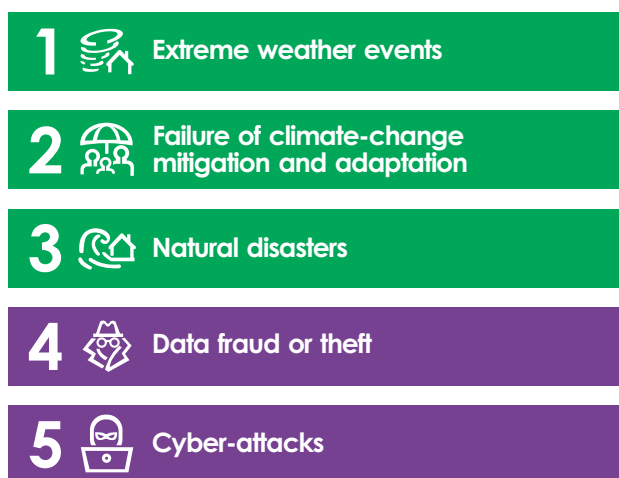 1 Extreme weather events
2 Failure of climate-change
mitigation and adaptation
3 Natural disasters
4 Data fraud or theft
5 Cyber-attacks